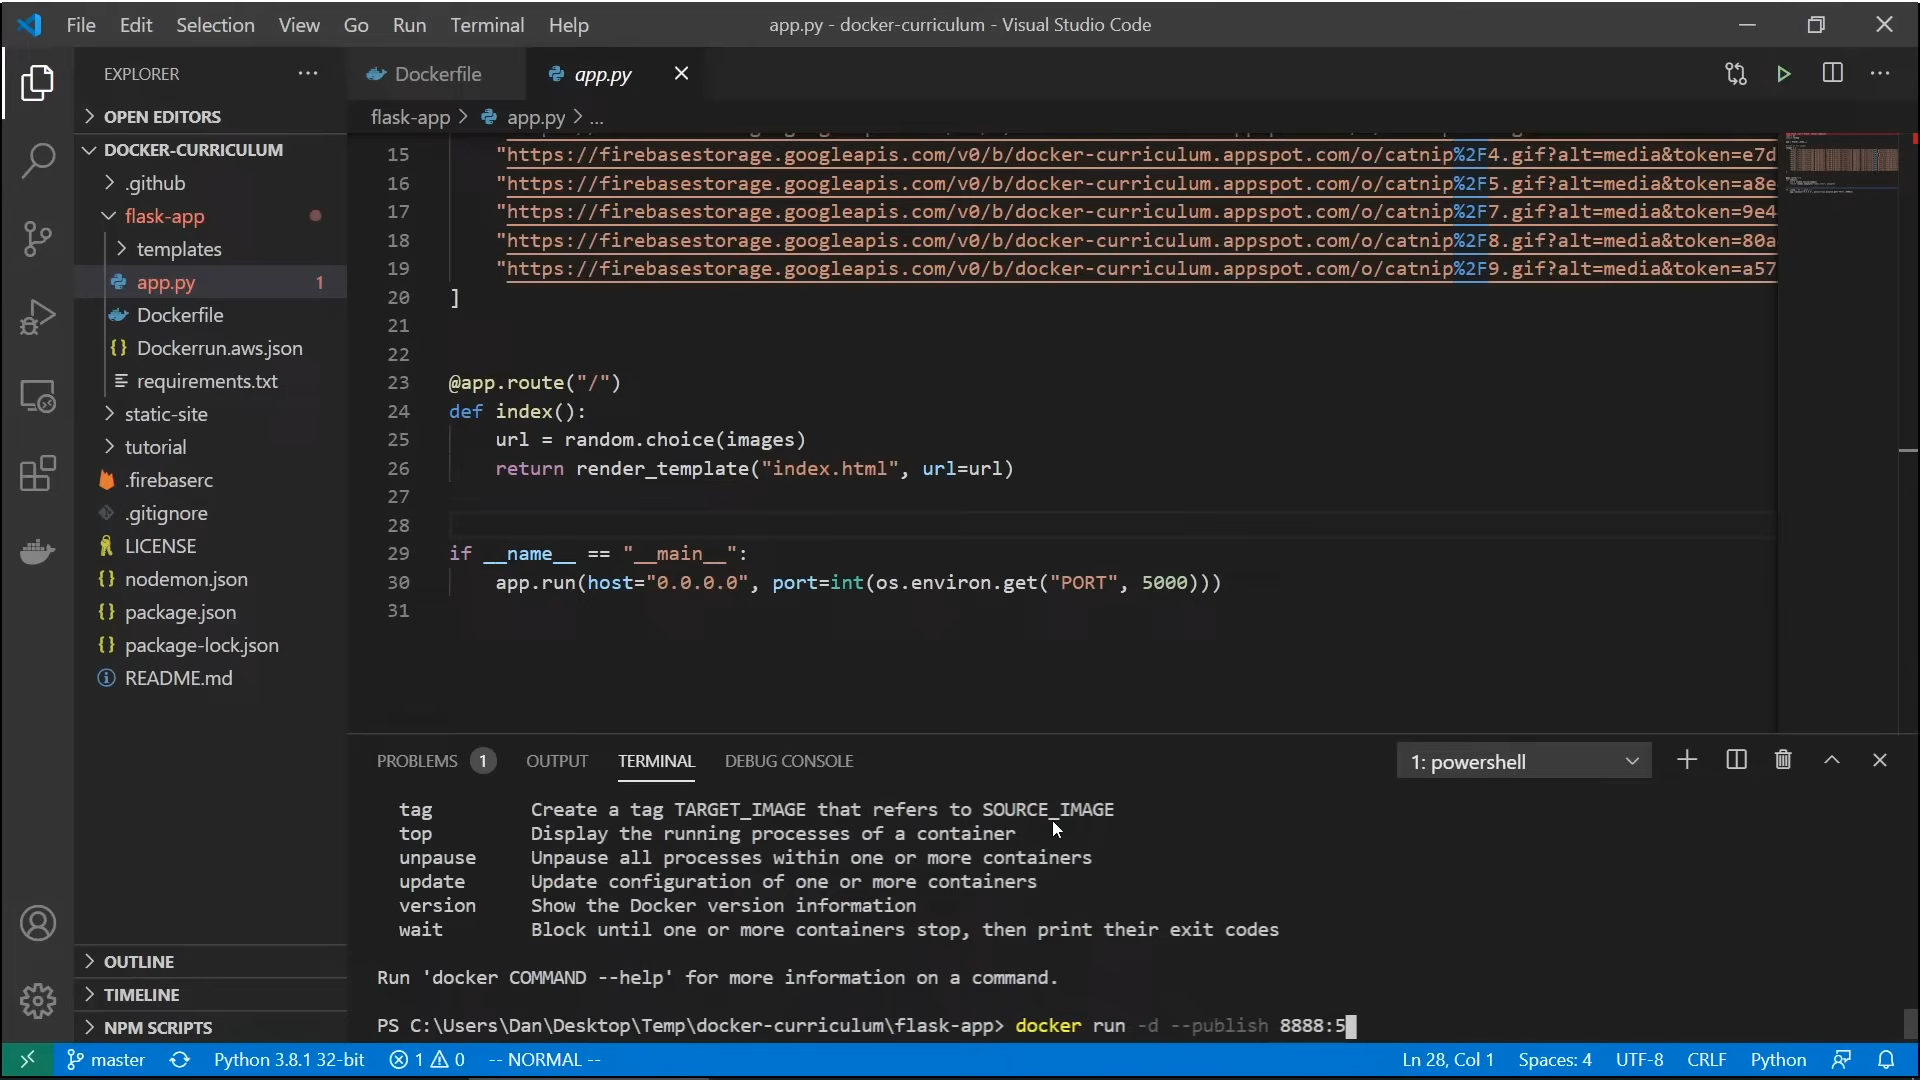 File Edit Selection View Go Run Terminal Help
app.py - docker-curriculum - Visual Studio Code
EXPLORER
OPEN EDITORS
DOCKER-CURRICULUM
.github
flask-app
templates
app.py 1
Dockerfile
Dockerrun.aws.json
requirements.txt
static-site
tutorial
.firebaserc
.gitignore
LICENSE
nodemon.json
package.json
package-lock.json
README.md
OUTLINE
TIMELINE
NPM SCRIPTS
Dockerfile app.py
flask-app > app.py > ...
15 "https://firebasestorage.googleapis.com/v0/b/docker-curriculum.appspot.com/o/catnip%2F4.gif?alt=media&token=e7d
16 "https://firebasestorage.googleapis.com/v0/b/docker-curriculum.appspot.com/o/catnip%2F5.gif?alt=media&token=a8e
17 "https://firebasestorage.googleapis.com/v0/b/docker-curriculum.appspot.com/o/catnip%2F7.gif?alt=media&token=9e4
18 "https://firebasestorage.googleapis.com/v0/b/docker-curriculum.appspot.com/o/catnip%2F8.gif?alt=media&token=80a
19 "https://firebasestorage.googleapis.com/v0/b/docker-curriculum.appspot.com/o/catnip%2F9.gif?alt=media&token=a57
20 ]
21
22
23 @app.route("/")
24 def index():
25 url = random.choice(images)
26 return render_template("index.html", url=url)
27
28
29 if __name__ == "__main__":
30 app.run(host="0.0.0.0", port=int(os.environ.get("PORT", 5000)))
31
PROBLEMS 1 OUTPUT TERMINAL DEBUG CONSOLE 1: powershell
tag Create a tag TARGET_IMAGE that refers to SOURCE_IMAGE
top Display the running processes of a container
unpause Unpause all processes within one or more containers
update Update configuration of one or more containers
version Show the Docker version information
wait Block until one or more containers stop, then print their exit codes
Run 'docker COMMAND --help' for more information on a command.
PS C:\Users\Dan\Desktop\Temp\docker-curriculum\flask-app> docker run -d --publish 8888:5
master Python 3.8.1 32-bit 1 0 -- NORMAL -- Ln 28, Col 1 Spaces: 4 UTF-8 CRLF Python